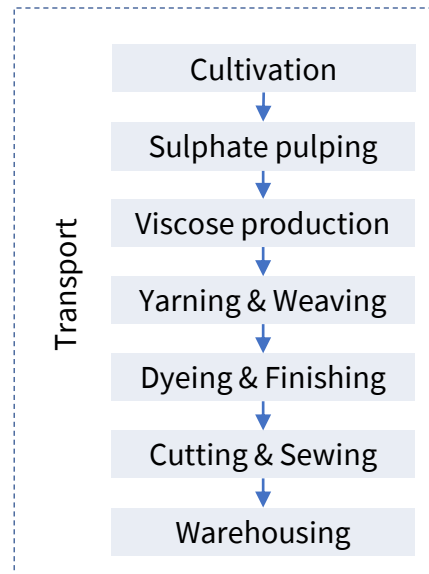 Cultivation
Sulphate pulping
Viscose production
Yarning & Weaving
Dyeing & Finishing
Cutting & Sewing
Warehousing
Transport